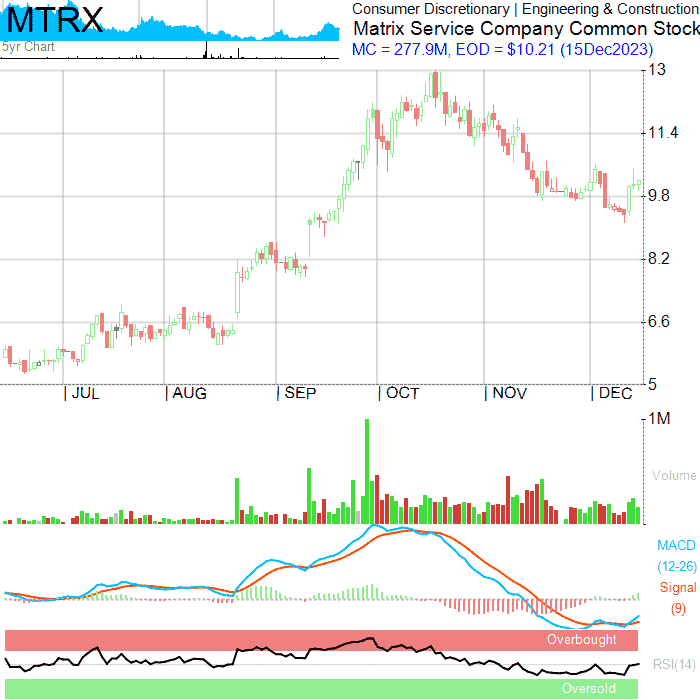 MTRX
5yr Chart
Consumer Discretionary | Engineering & Construction
Matrix Service Company Common Stock
MC = 277.9M, EOD = $10.21 (15Dec2023)
13
11.4
9.8
8.2
6.6
5
| JUL | AUG | SEP | OCT | NOV | DEC
1M
Volume
MACD
(12-26)
Signal
(9)
Overbought
RSI(14)
Oversold